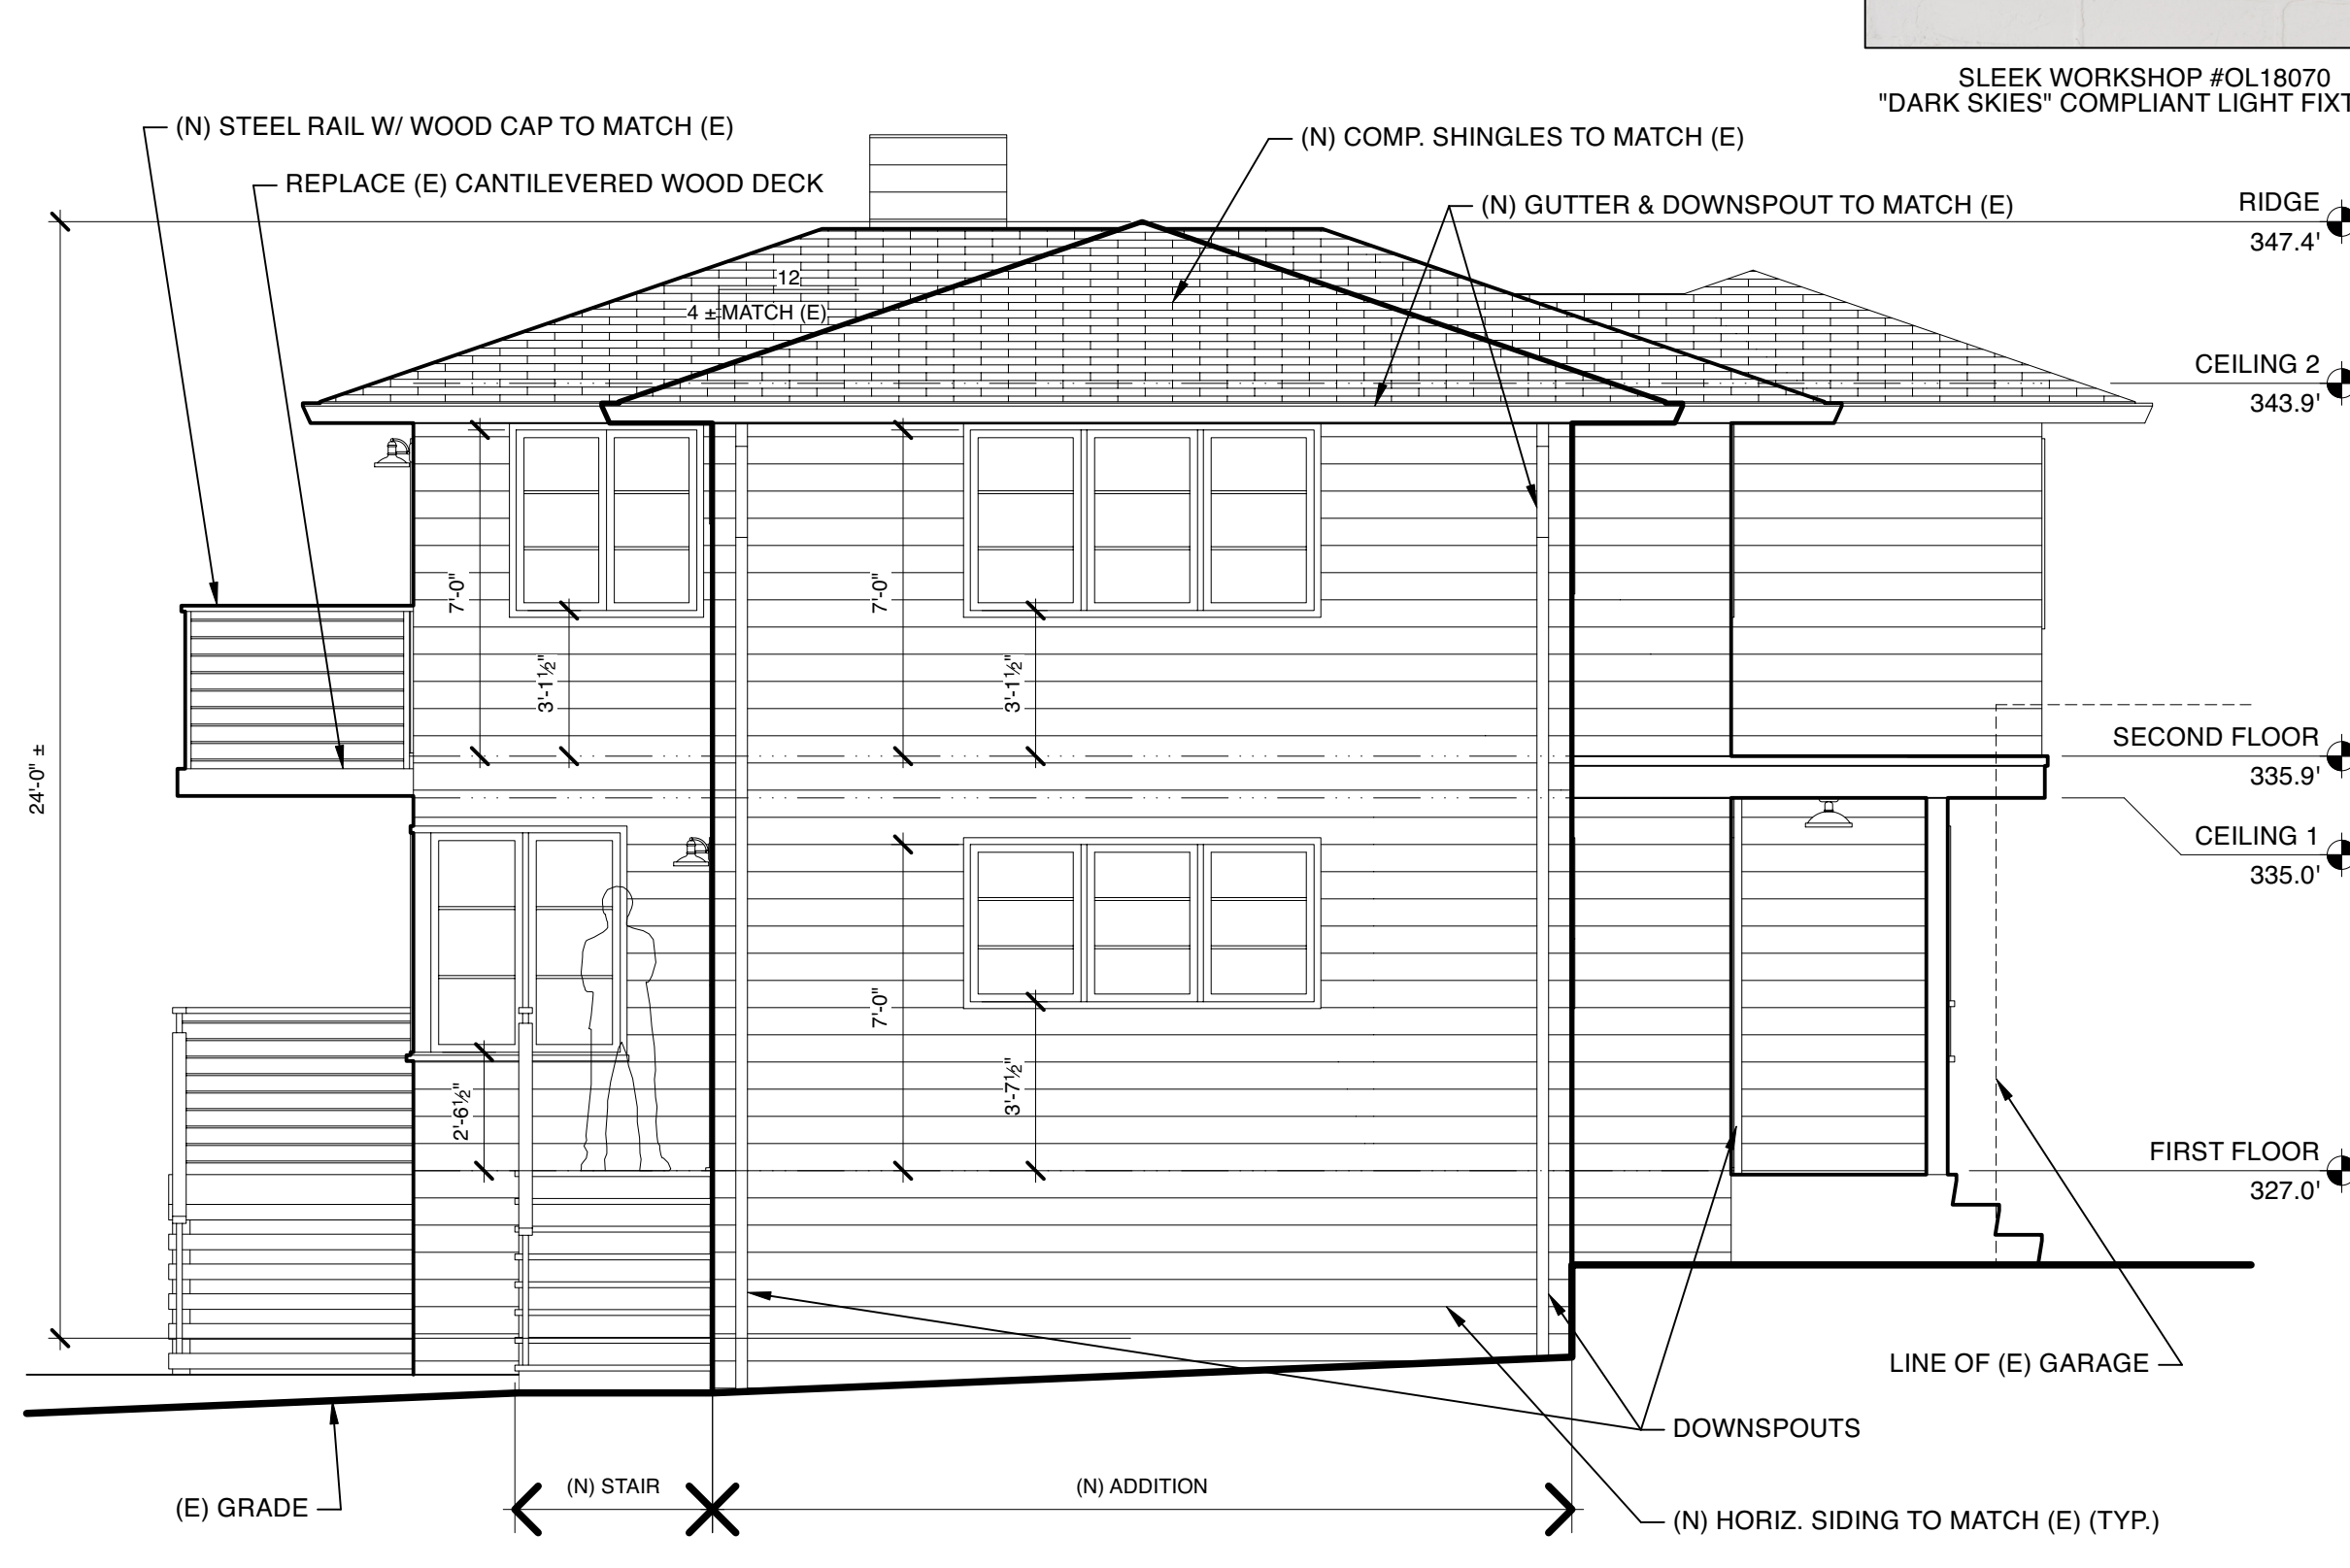 SLEEK WORKSHOP #OL18070
"DARK SKIES" COMPLIANT LIGHT
(N) STEEL RAIL W/ WOOD CAP TO MATCH (E)
(N) COMP. SHINGLES TO MATCH (E)
REPLACE (E) CANTILEVERED WOOD DECK
(N) GUTTER & DOWNSPOUT TO MATCH (E)
RIDGE
347.4'
12
4 ± MATCH (E)
CEILING 2
343.9'
7'-0"
7'-0"
3'-1½"
3'-1½"
24'-0" ±
SECOND FLOOR
335.9'
CEILING 1
335.0'
7'-0"
2'-6½"
3'-7½"
FIRST FLOOR
327.0'
LINE OF (E) GARAGE
DOWNSPOUTS
(N) STAIR
(N) ADDITION
(E) GRADE
(N) HORIZ. SIDING TO MATCH (E) (TYP.)